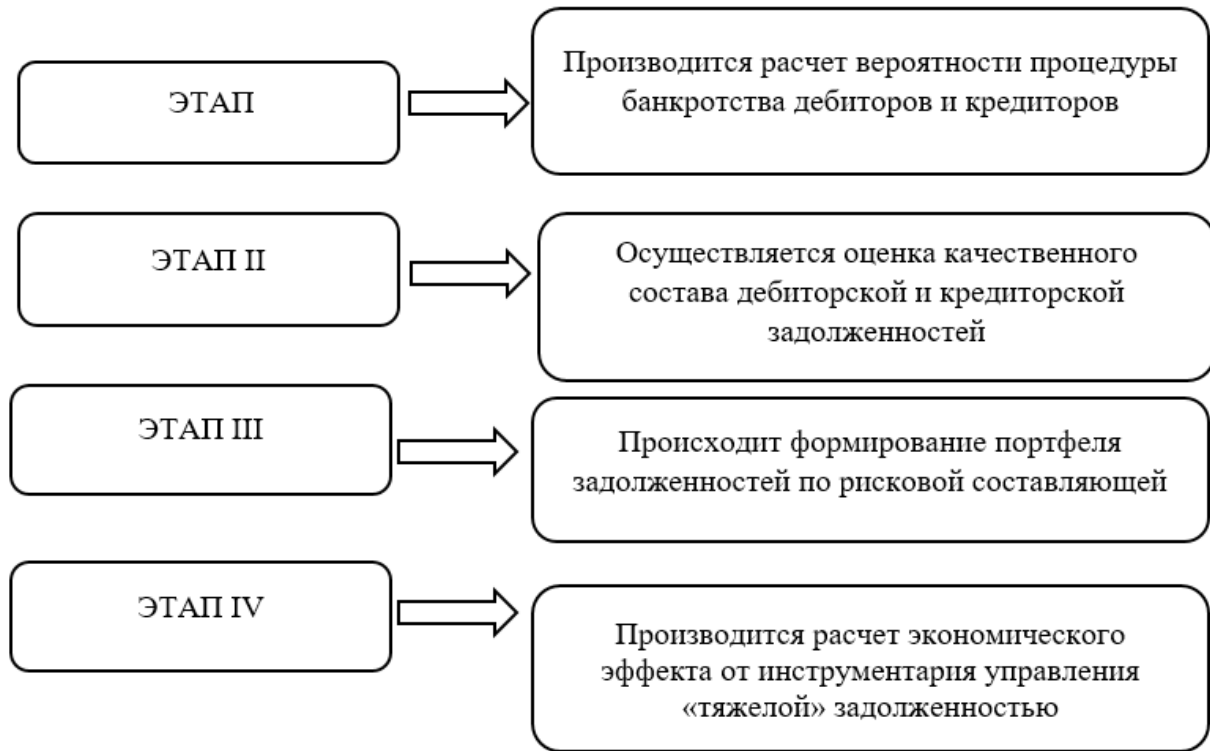 ЭТАП
Производится расчет вероятности процедуры
банкротства дебиторов и кредиторов
ЭТАП II
Осуществляется оценка качественного
состава дебиторской и кредиторской
задолженностей
ЭТАП III
Происходит формирование портфеля
задолженностей по рисковой составляющей
ЭТАП IV
Производится расчет экономического
эффекта от инструментария управления
«тяжелой» задолженностью